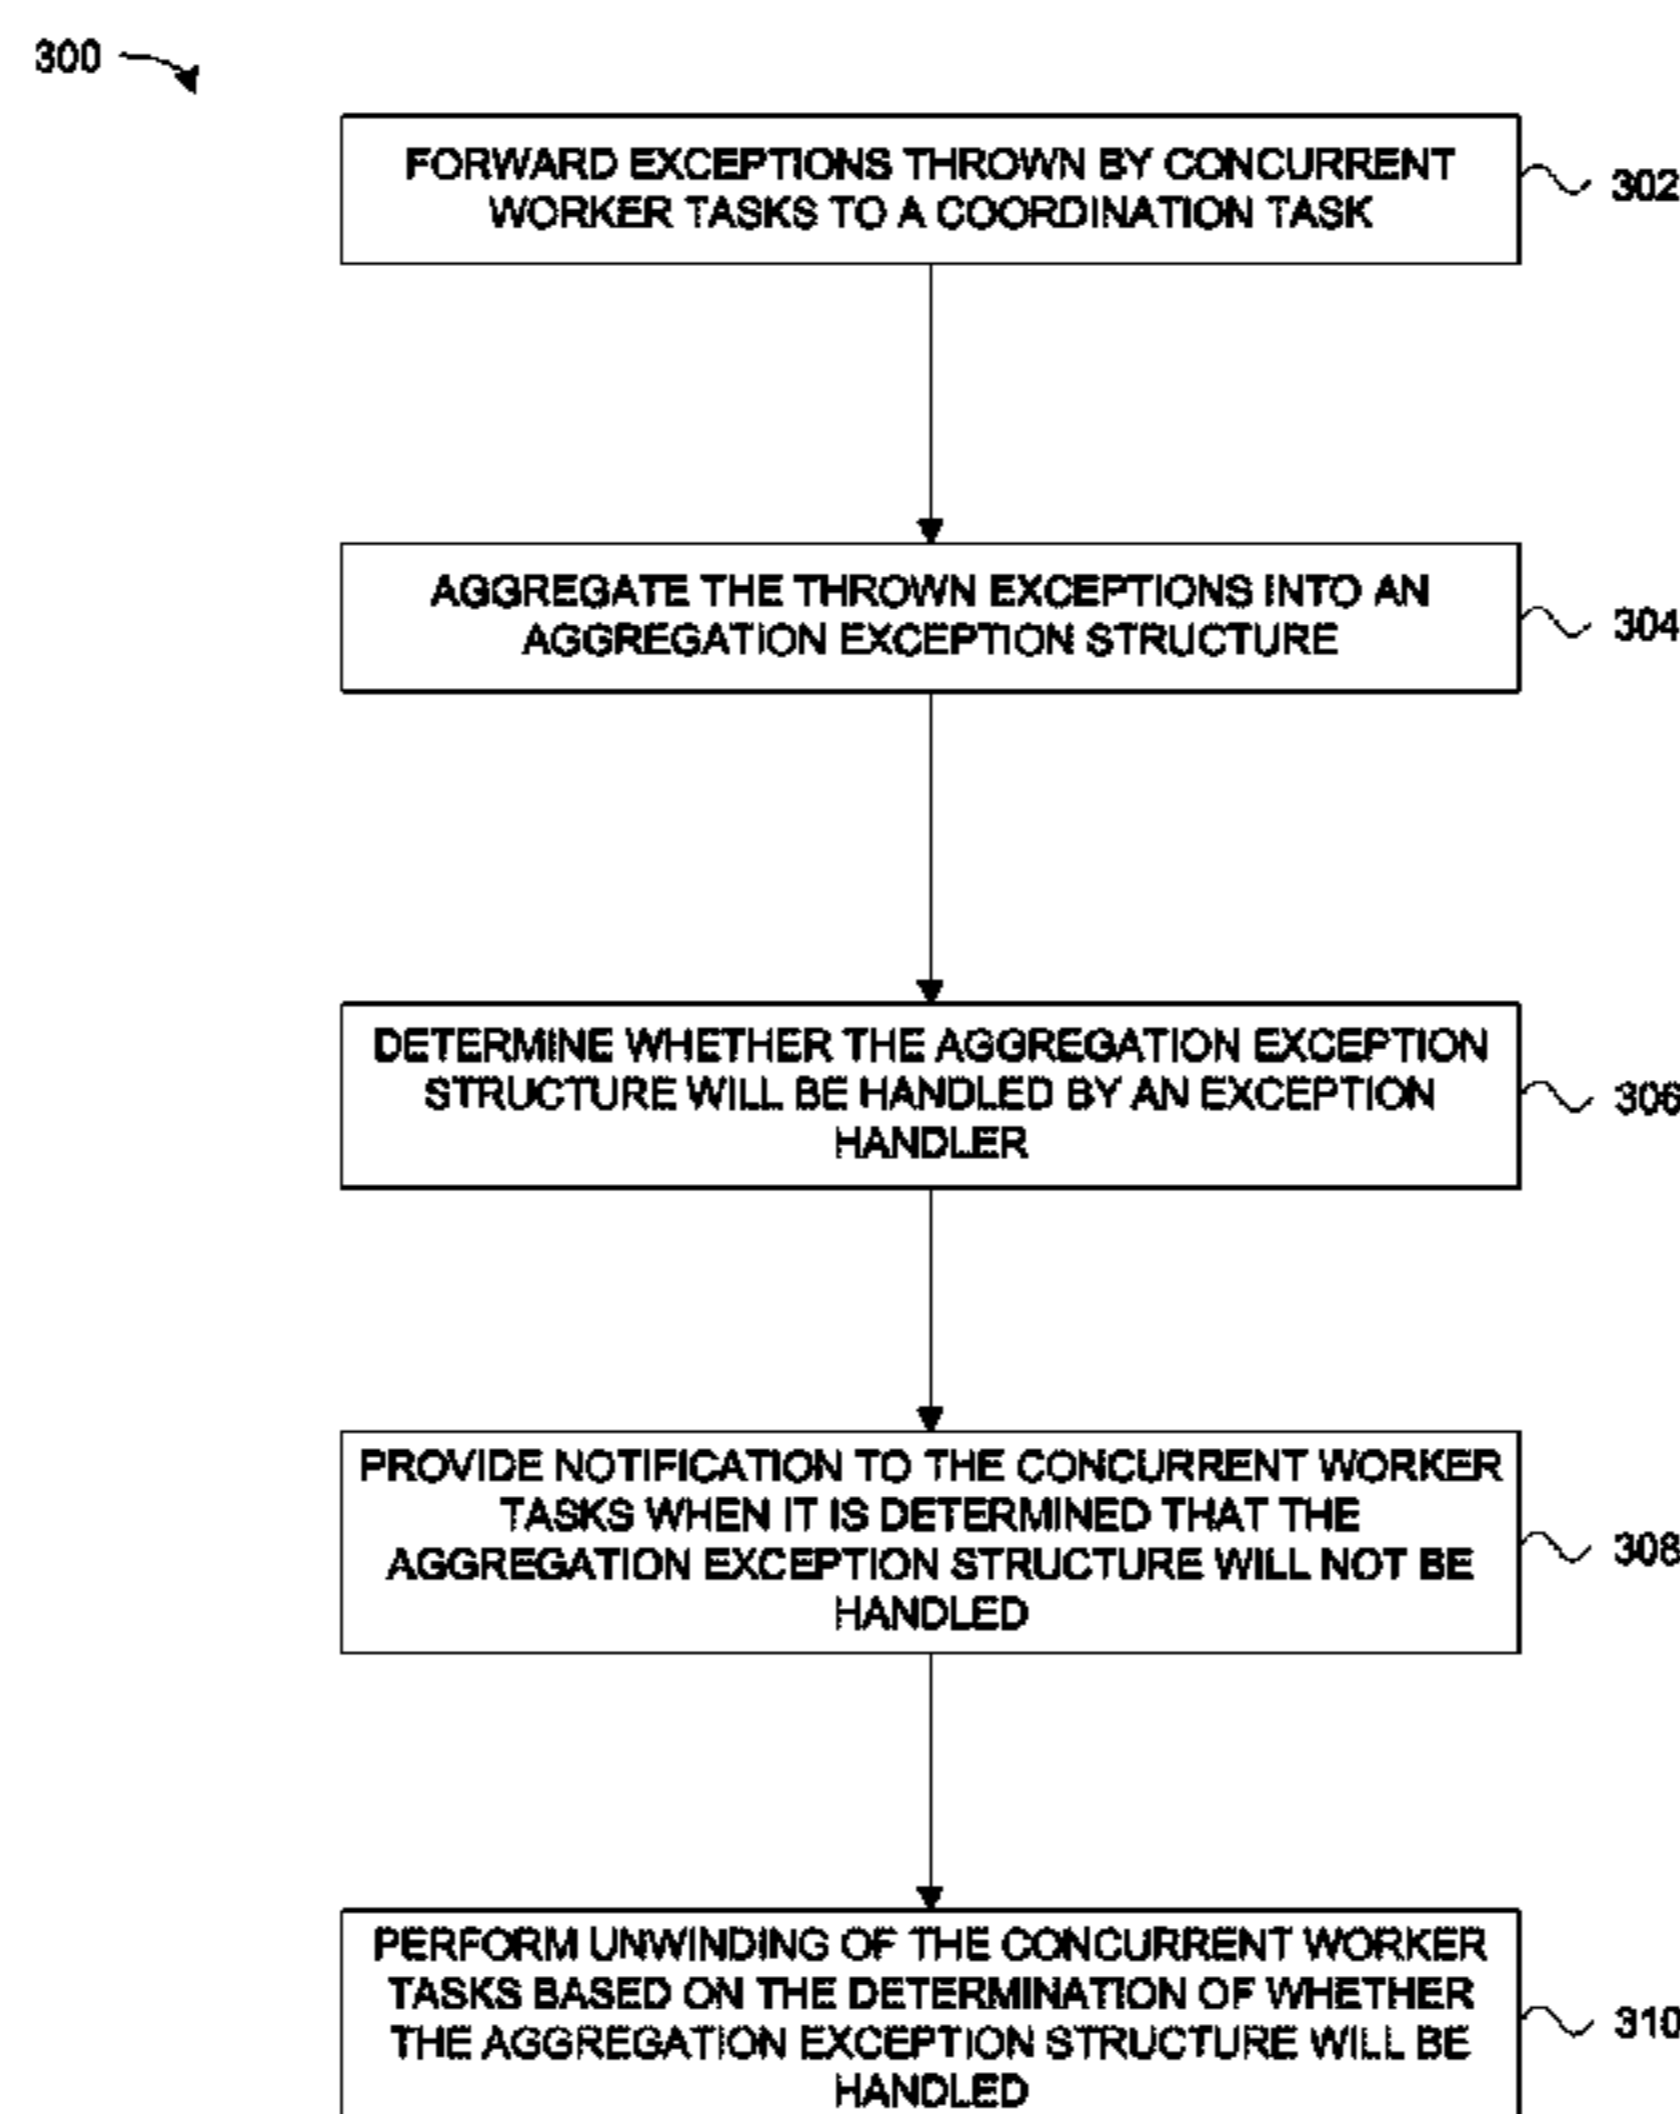 300
FORWARD EXCEPTIONS THROWN BY CONCURRENT
WORKER TASKS TO A COORDINATION TASK
302
AGGREGATE THE THROWN EXCEPTIONS INTO AN
AGGREGATION EXCEPTION STRUCTURE
304
DETERMINE WHETHER THE AGGREGATION EXCEPTION
STRUCTURE WILL BE HANDLED BY AN EXCEPTION
HANDLER
306
PROVIDE NOTIFICATION TO THE CONCURRENT WORKER
TASKS WHEN IT IS DETERMINED THAT THE
AGGREGATION EXCEPTION STRUCTURE WILL NOT BE
HANDLED
308
PERFORM UNWINDING OF THE CONCURRENT WORKER
TASKS BASED ON THE DETERMINATION OF WHETHER
THE AGGREGATION EXCEPTION STRUCTURE WILL BE
HANDLED
310